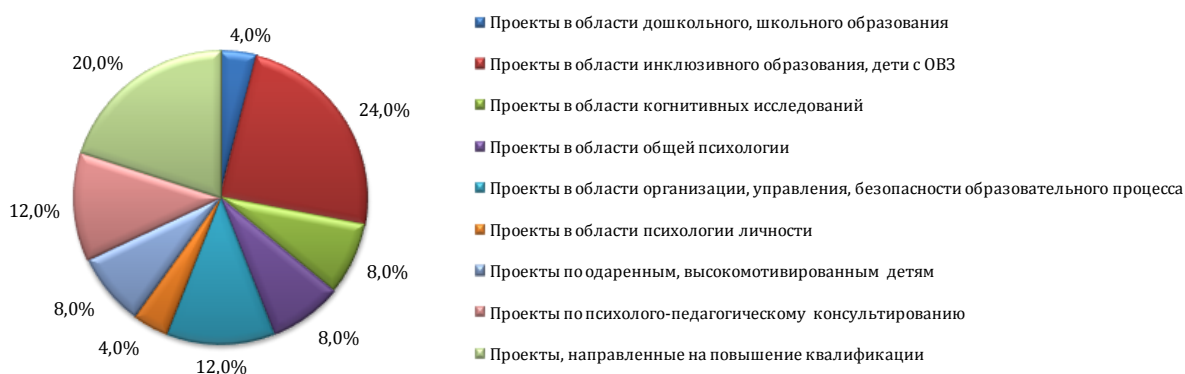 4,0%
24,0%
8,0%
8,0%
12,0%
4,0%
8,0%
12,0%
20,0%
Проекты в области дошкольного, школьного образования
Проекты в области инклюзивного образования, дети с ОВЗ
Проекты в области когнитивных исследований
Проекты в области общей психологии
Проекты в области организации, управления, безопасности образовательного процесса
Проекты в области психологии личности
Проекты по одаренным, высокомотивированным детям
Проекты по психолого-педагогическому консультированию
Проекты, направленные на повышение квалификации